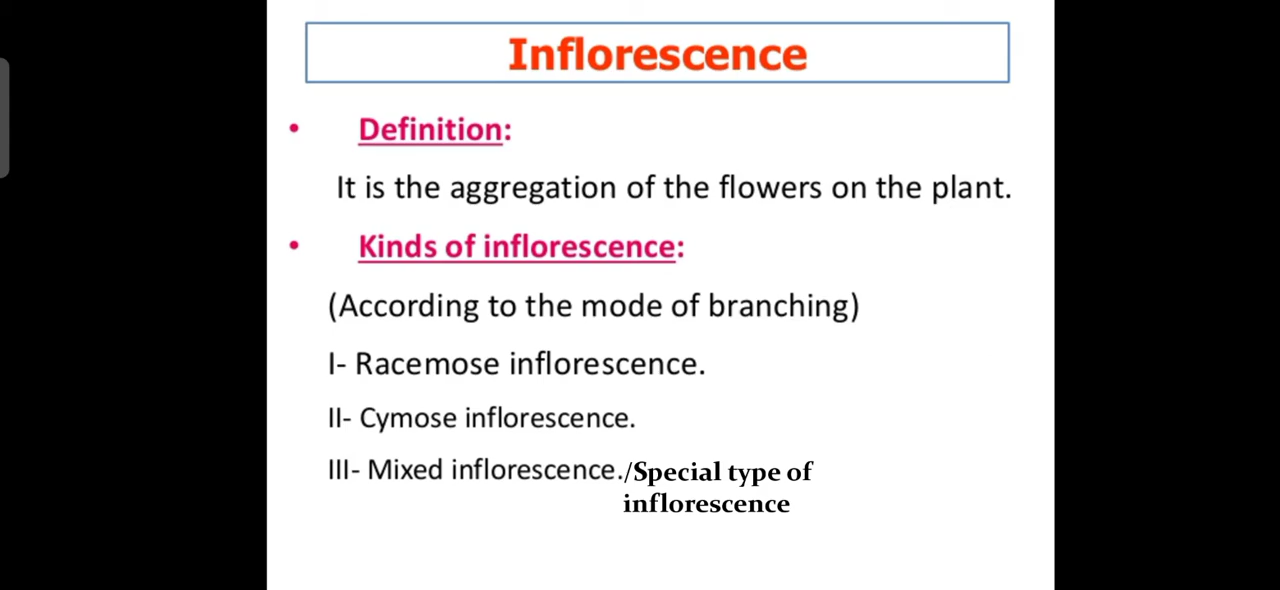 Inflorescence
• Definition:
It is the aggregation of the flowers on the plant.
• Kinds of inflorescence:
(According to the mode of branching)
I- Racemose inflorescence.
II- Cymose inflorescence.
III- Mixed inflorescence./Special type of
inflorescence